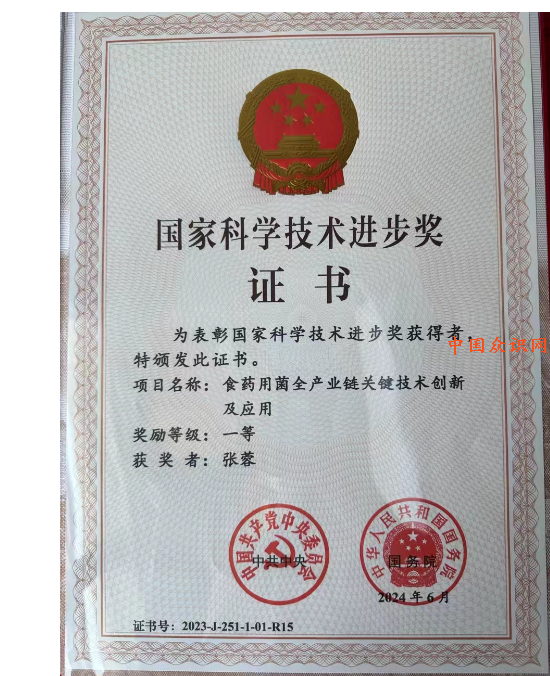 国家科学技术进步奖
证书
为表彰国家科学技术进步奖获得者，
特颁发此证书。
项目名称：食药用菌全产业链关键技术创新
及应用
奖励等级：一等
获奖者：张蓉
中国众识网
中国共产党中央委员会
中共中央
中华人民共和国国务院
国务院
2024年6月
证书号：2023-J-251-1-01-R15